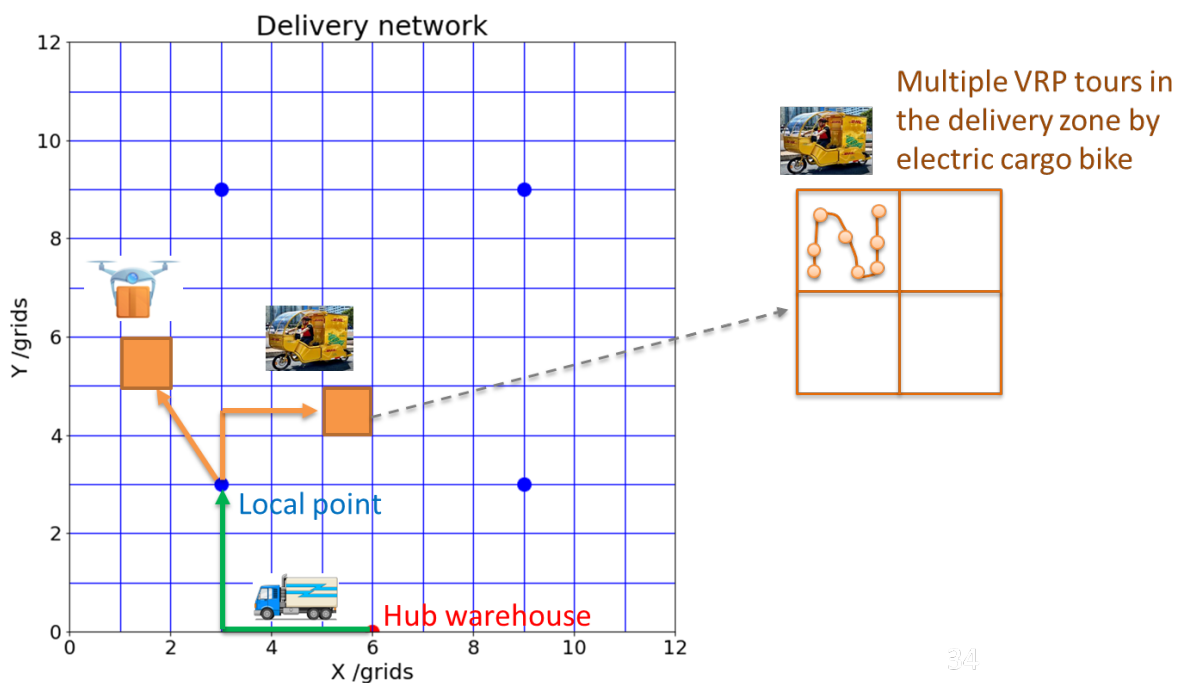 Delivery network
12
10
8
6
4
2
0
Y /grids
0 2 4 6 8 10 12
X /grids
Local point
Hub warehouse
Multiple VRP tours in
the delivery zone by
electric cargo bike
34